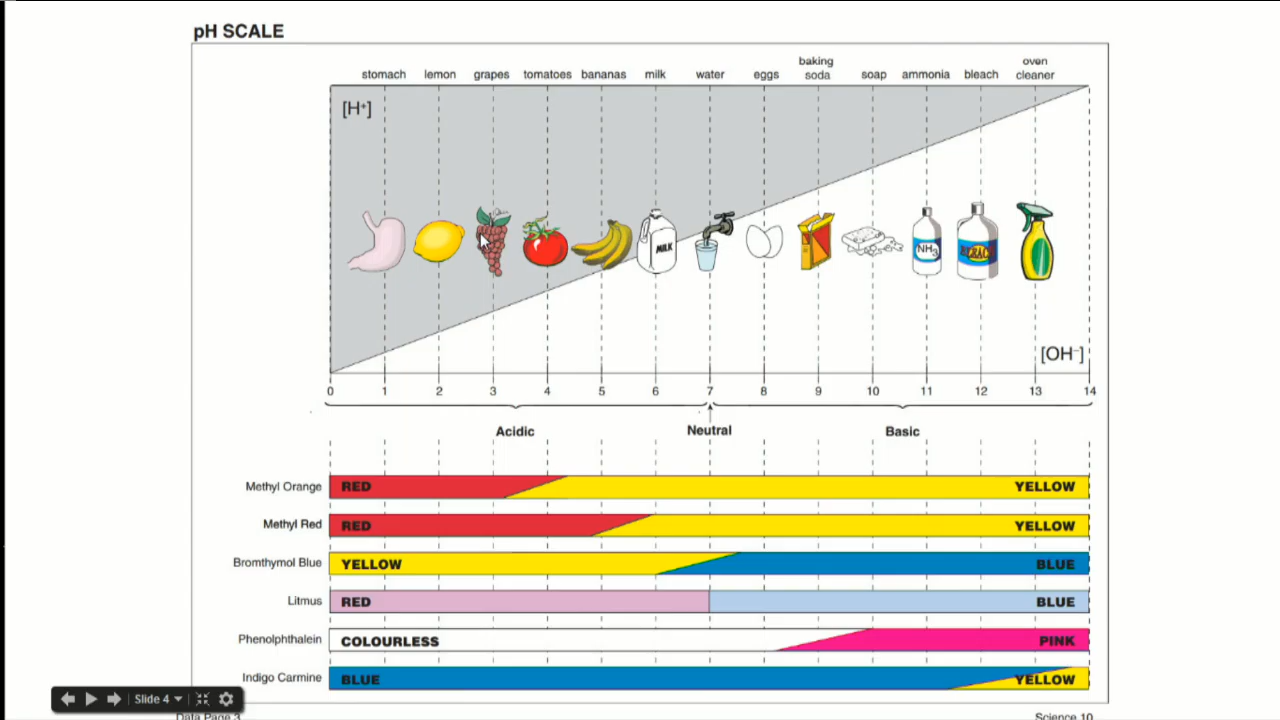 pH SCALE
stomach lemon grapes tomatoes bananas milk water eggs baking soda soap ammonia bleach oven cleaner
[H⁺]
MILK
NH₃
[OH⁻]
0 1 2 3 4 5 6 7 8 9 10 11 12 13 14
Acidic Neutral Basic
Methyl Orange RED YELLOW
Methyl Red RED YELLOW
Bromthymol Blue YELLOW BLUE
Litmus RED BLUE
Phenolphthalein COLOURLESS PINK
Indigo Carmine BLUE YELLOW
Slide 4
Data Page 3 Science 10